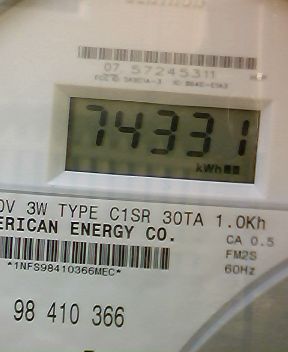 07 57245311
74331
kWh
0V 3W TYPE C1SR 30TA 1.0Kh
ERICAN ENERGY CO.
CA 0.5
FM2S
60Hz
*1NFS98410366MEC*
98 410 366